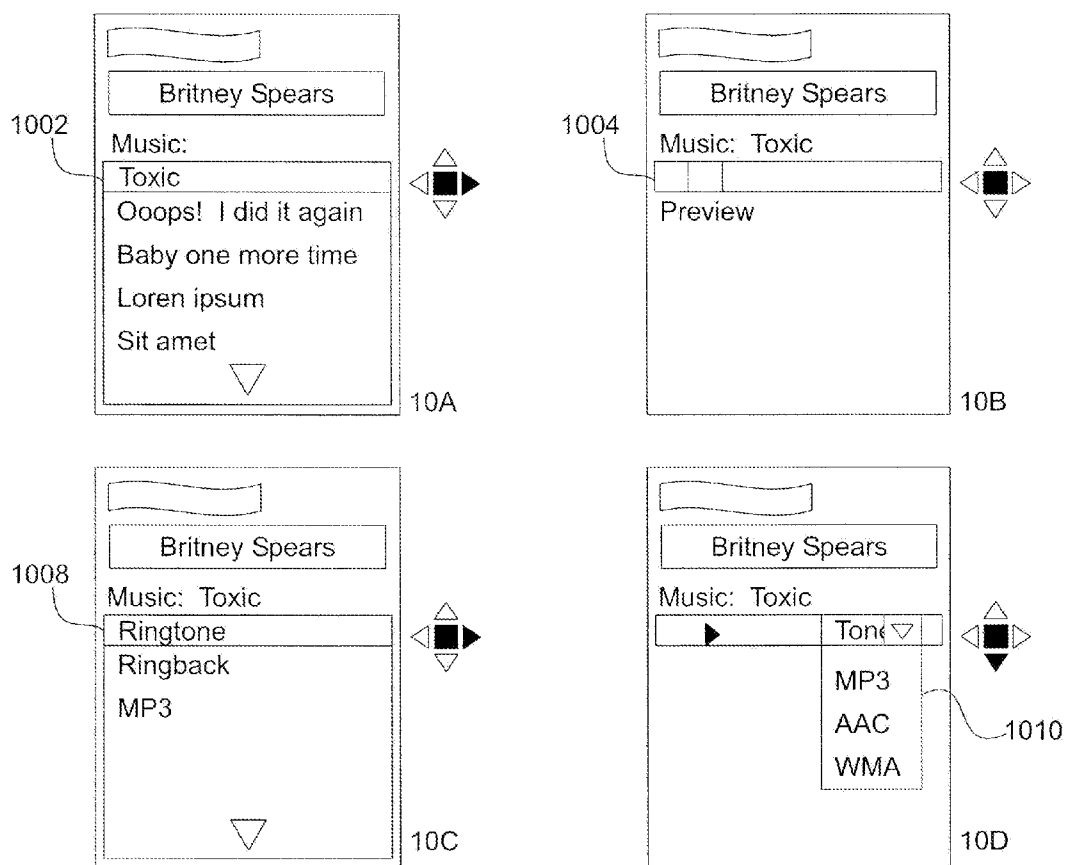 Britney Spears
1002
Music:
Toxic
Ooops! I did it again
Baby one more time
Loren ipsum
Sit amet
10A
Britney Spears
1004
Music: Toxic
Preview
10B
Britney Spears
1008
Music: Toxic
Ringtone
Ringback
MP3
10C
Britney Spears
Music: Toxic
Tone
MP3
AAC
WMA
1010
10D